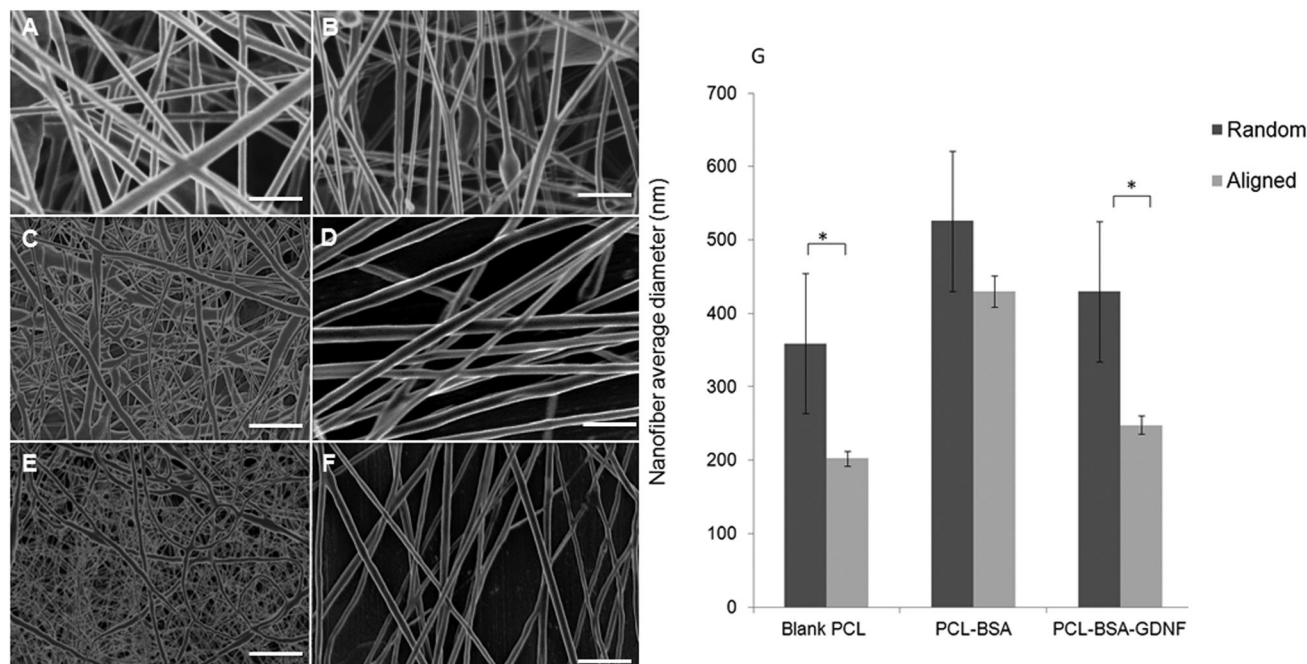 A
B
C
D
E
F
G
Nanofiber average diameter (nm)
700
600
500
400
300
200
100
0
*
*
Blank PCL
PCL-BSA
PCL-BSA-GDNF
Random
Aligned